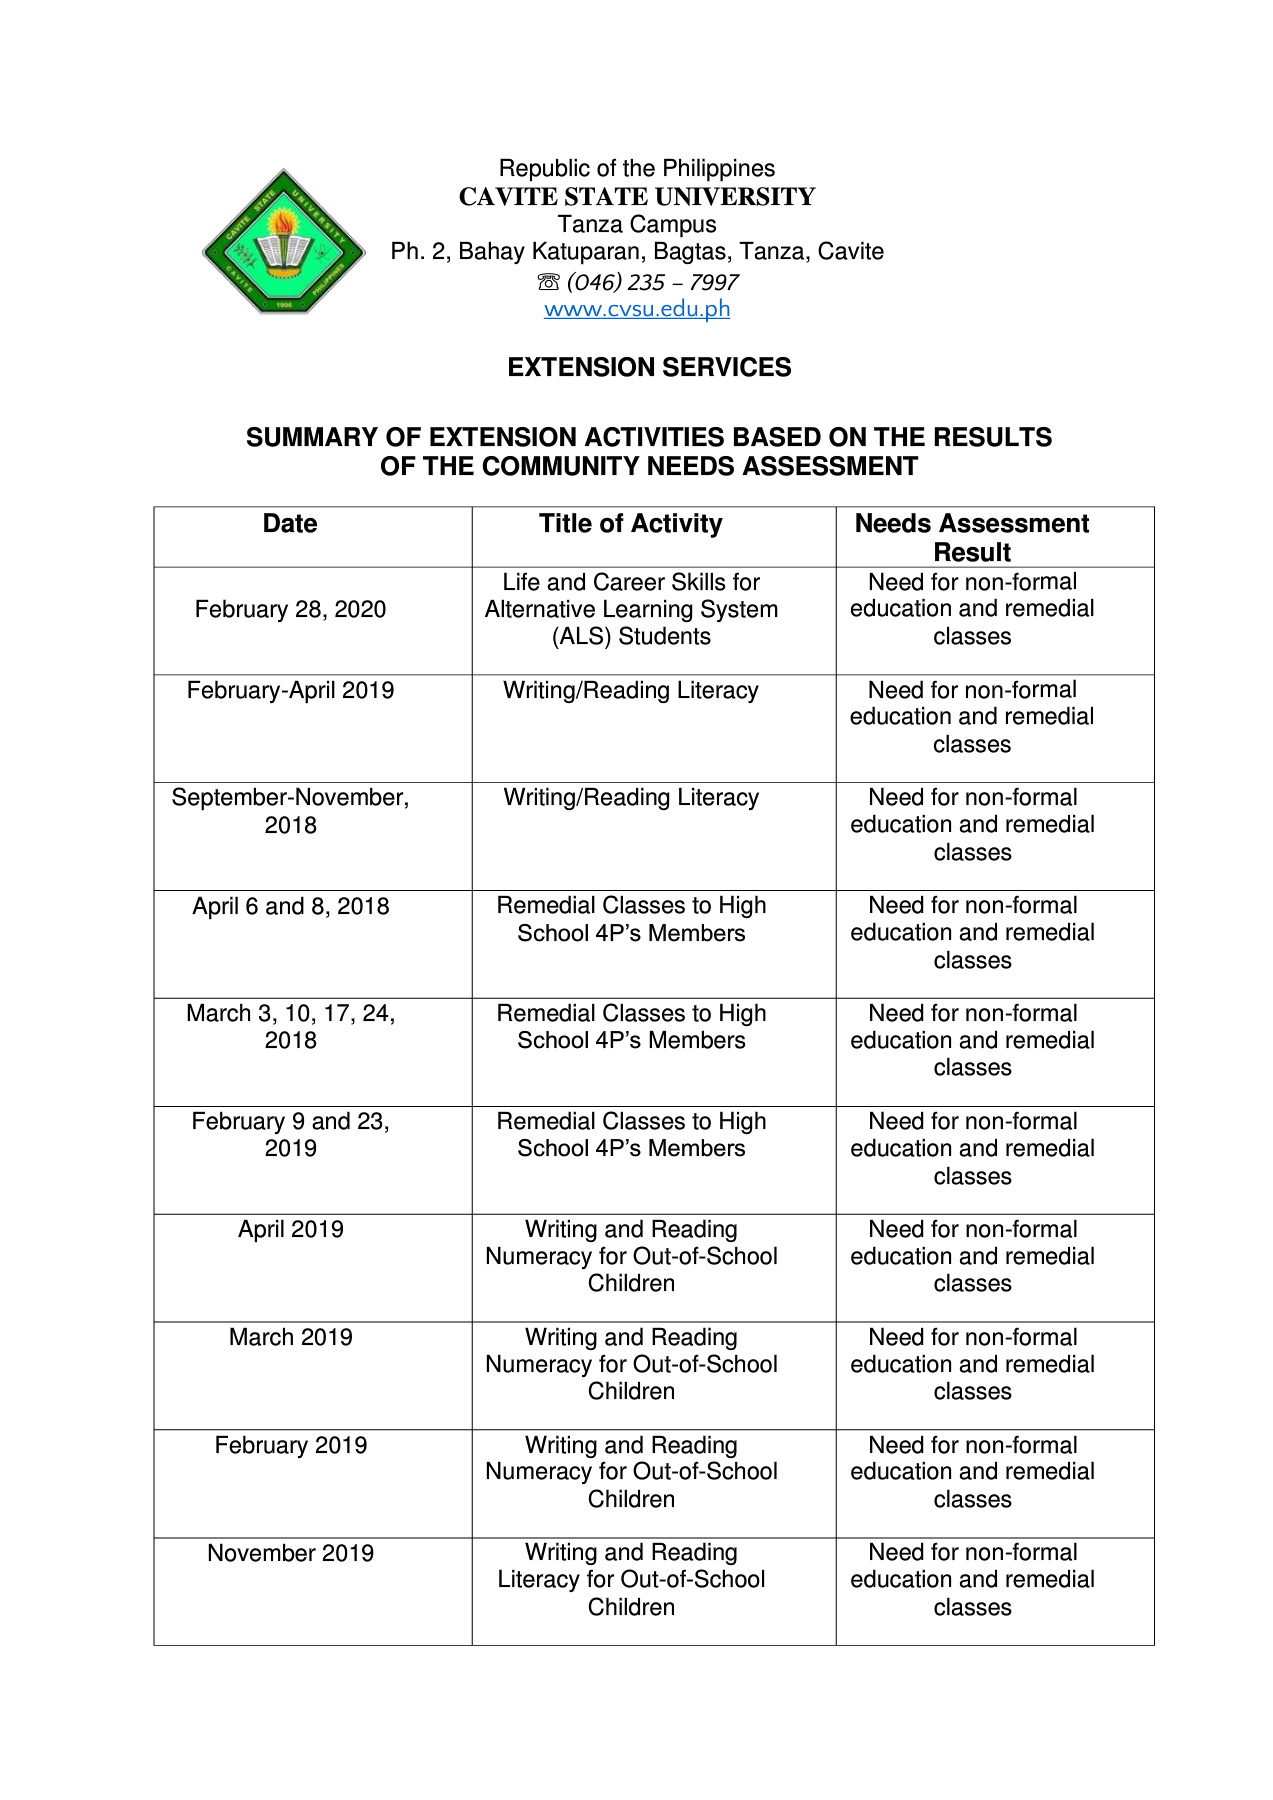 Republic of the Philippines
CAVITE STATE UNIVERSITY
Tanza Campus
Ph. 2, Bahay Katuparan, Bagtas, Tanza, Cavite
☏ (046) 235 – 7997
www.cvsu.edu.ph
CAVITE STATE UNIVERSITY
CAVITE PHILIPPINES
1906
EXTENSION SERVICES
SUMMARY OF EXTENSION ACTIVITIES BASED ON THE RESULTS
OF THE COMMUNITY NEEDS ASSESSMENT
Date
Title of Activity
Needs Assessment
Result
February 28, 2020
Life and Career Skills for
Alternative Learning System
(ALS) Students
Need for non-formal
education and remedial
classes
February-April 2019
Writing/Reading Literacy
Need for non-formal
education and remedial
classes
September-November,
2018
Writing/Reading Literacy
Need for non-formal
education and remedial
classes
April 6 and 8, 2018
Remedial Classes to High
School 4P’s Members
Need for non-formal
education and remedial
classes
March 3, 10, 17, 24,
2018
Remedial Classes to High
School 4P’s Members
Need for non-formal
education and remedial
classes
February 9 and 23,
2019
Remedial Classes to High
School 4P’s Members
Need for non-formal
education and remedial
classes
April 2019
Writing and Reading
Numeracy for Out-of-School
Children
Need for non-formal
education and remedial
classes
March 2019
Writing and Reading
Numeracy for Out-of-School
Children
Need for non-formal
education and remedial
classes
February 2019
Writing and Reading
Numeracy for Out-of-School
Children
Need for non-formal
education and remedial
classes
November 2019
Writing and Reading
Literacy for Out-of-School
Children
Need for non-formal
education and remedial
classes